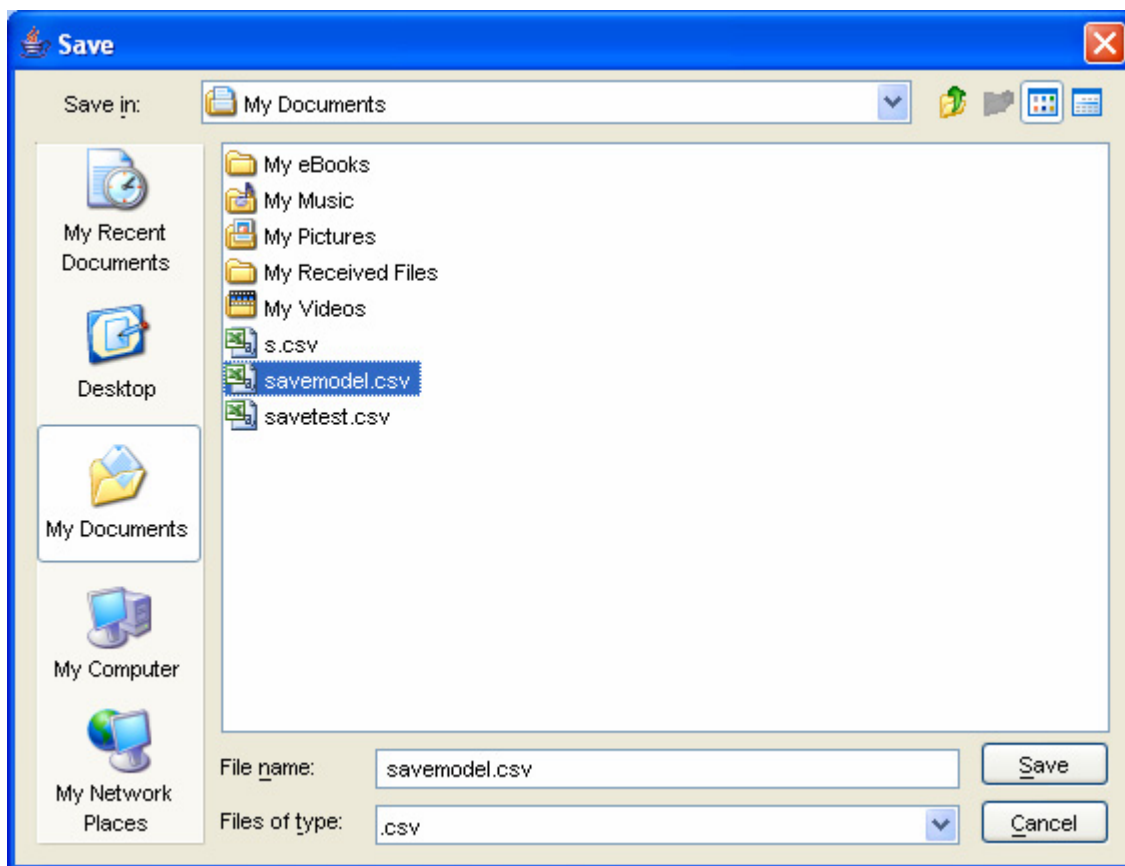 Save
Save in:
My Documents
My Recent
Documents
Desktop
My Documents
My Computer
My Network
Places
My eBooks
My Music
My Pictures
My Received Files
My Videos
s.csv
savemodel.csv
savetest.csv
File name:
savemodel.csv
Save
Files of type:
.csv
Cancel